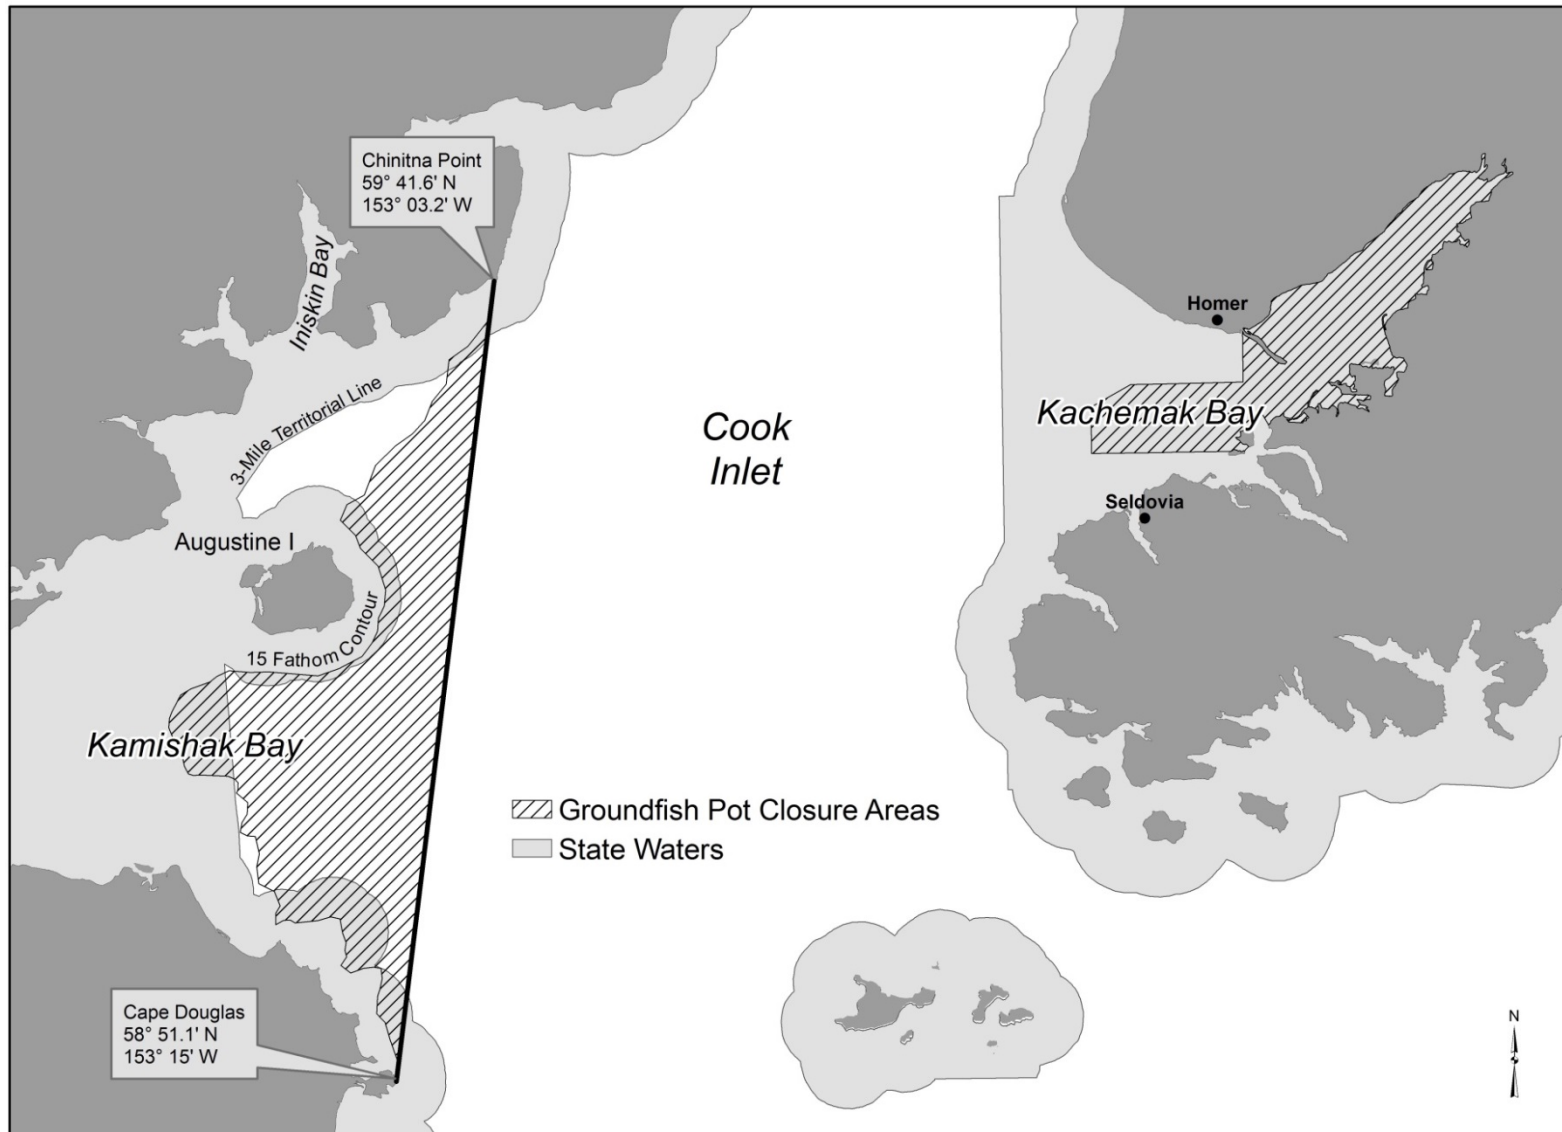 Chinitna Point
59° 41.6' N
153° 03.2' W
Iniskin Bay
Homer
3-Mile Territorial Line
Kachemak Bay
Cook
Inlet
Seldovia
Augustine I
15 Fathom Contour
Kamishak Bay
Groundfish Pot Closure Areas
State Waters
Cape Douglas
58° 51.1' N
153° 15' W
N